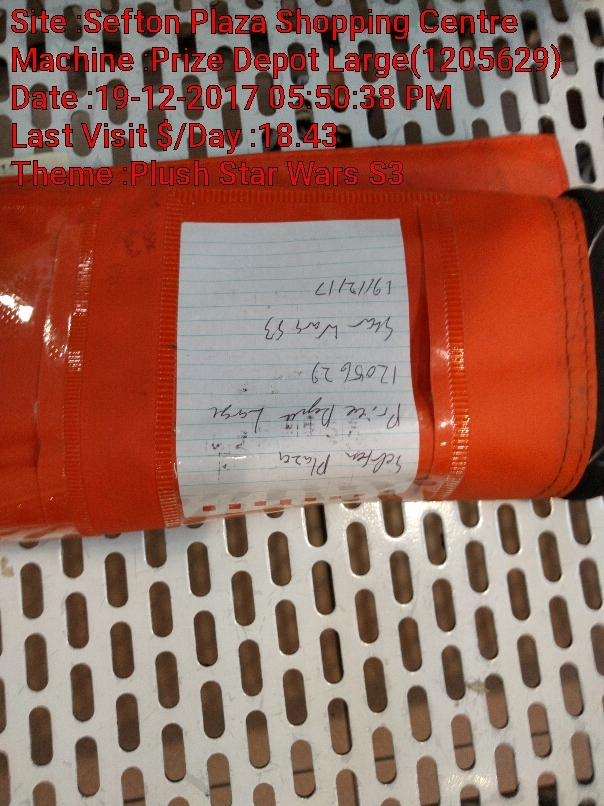 Site :Sefton Plaza Shopping Centre
Machine :Prize Depot Large(1205629)
Date :19-12-2017 05:50:38 PM
Last Visit $/Day :18.43
Theme :Plush Star Wars S3
Sefton Plaza
Prize Depot Large
1205629
Star Wars S3
19/12/17